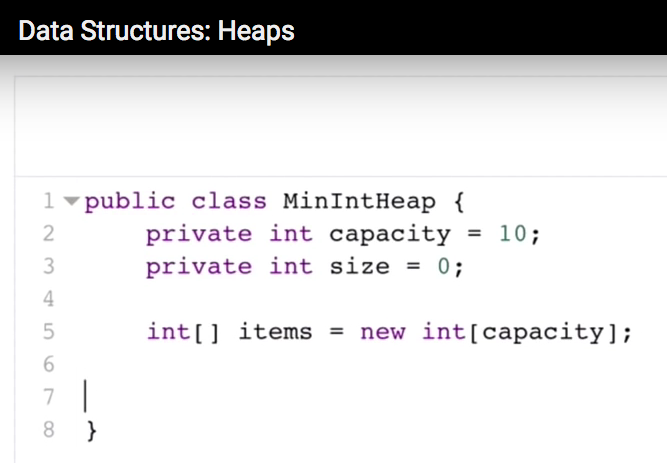 Data Structures: Heaps
1 public class MinIntHeap {
2     private int capacity = 10;
3     private int size = 0;
4
5     int[] items = new int[capacity];
6
7
8 }